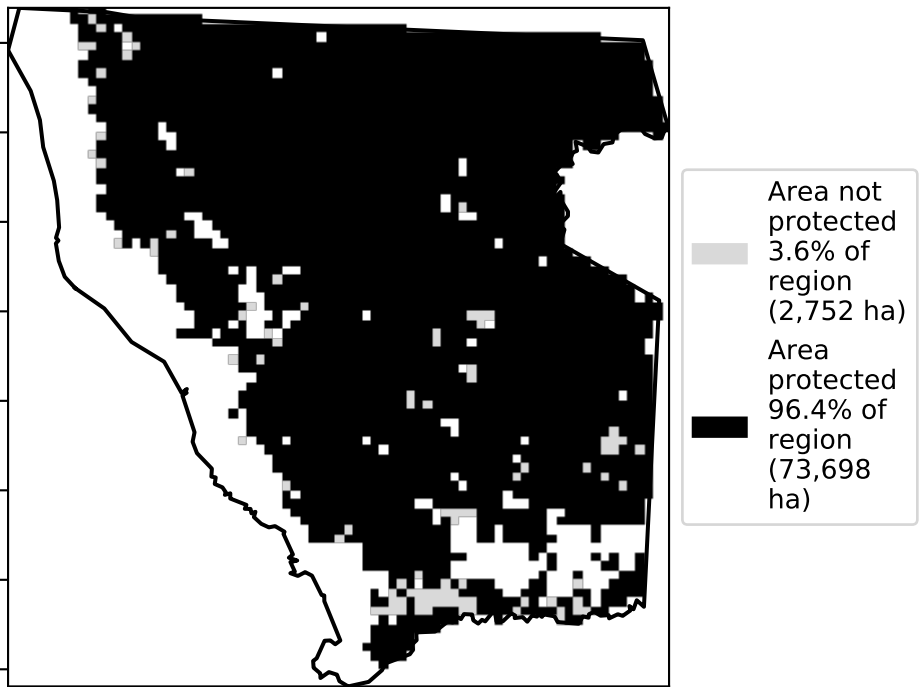 Area not
protected
3.6% of
region
(2,752 ha)
Area
protected
96.4% of
region
(73,698
ha)